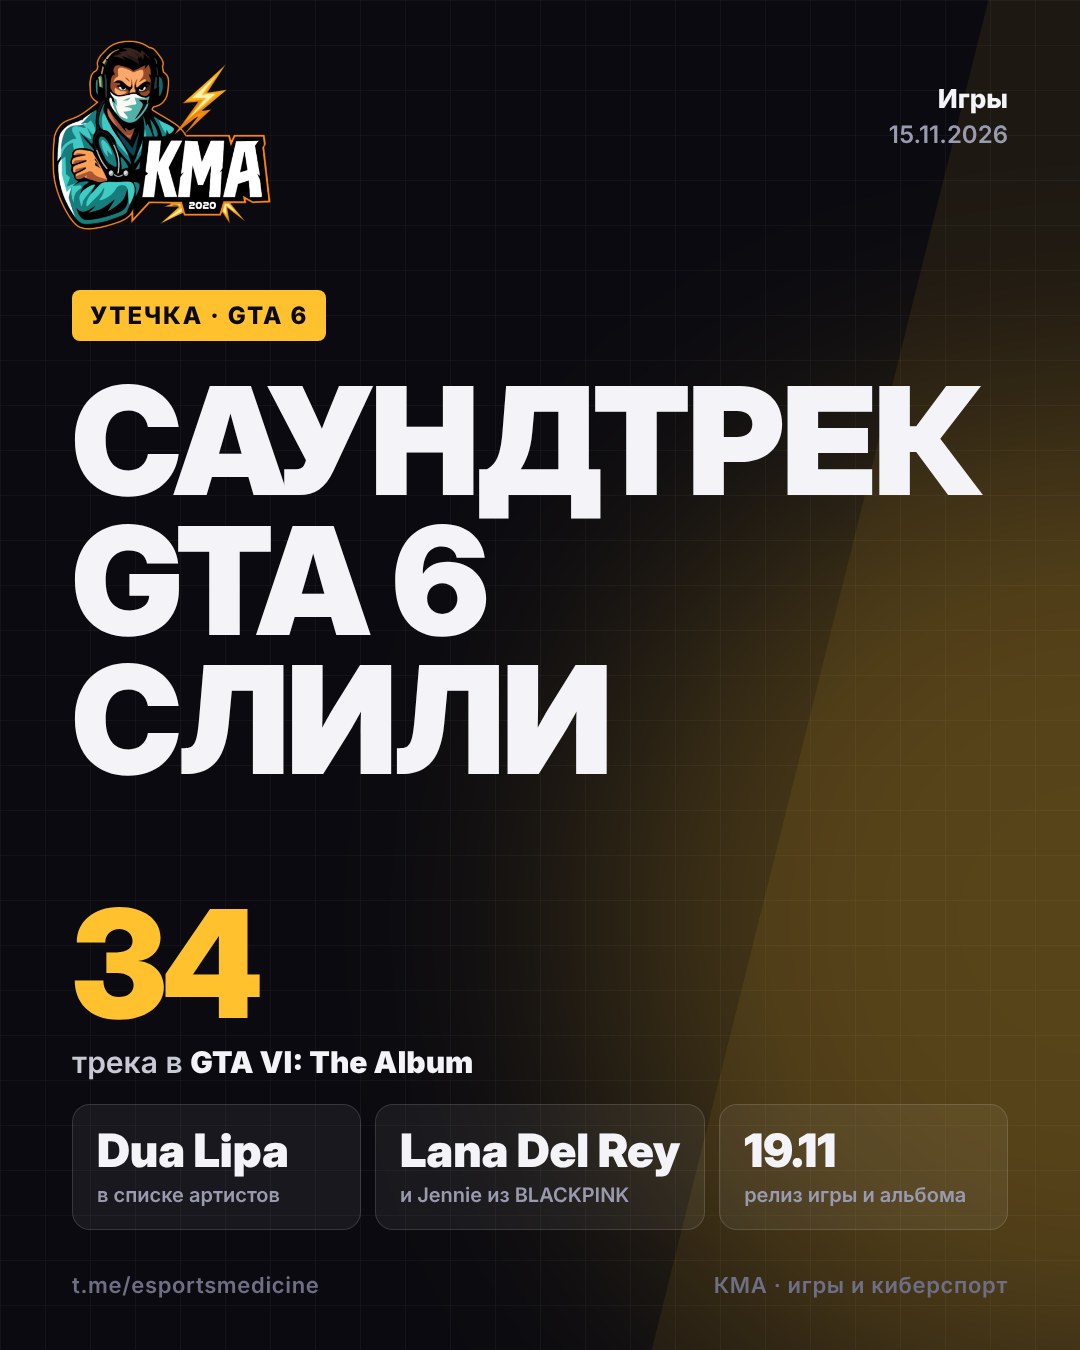 KMA
2020
Игры
15.11.2026
УТЕЧКА · GTA 6
САУНДТРЕК
GTA 6
СЛИЛИ
34
трека в GTA VI: The Album
Dua Lipa
в списке артистов
Lana Del Rey
и Jennie из BLACKPINK
19.11
релиз игры и альбома
t.me/esportsmedicine
КМА · игры и киберспорт